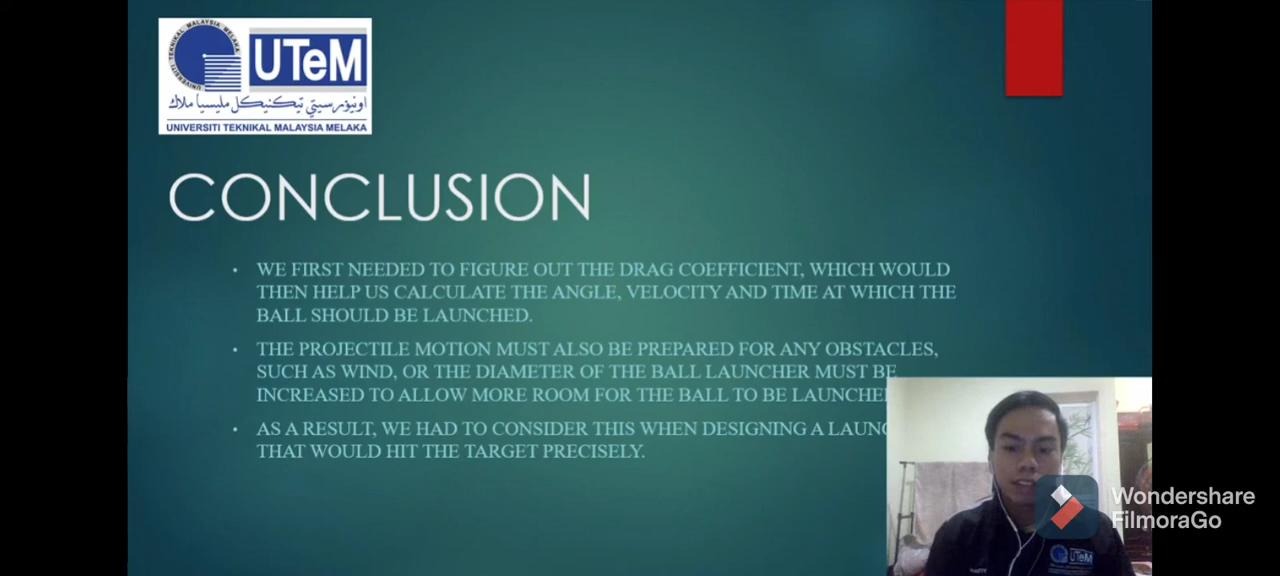 UTeM
اونيۏرسيتي تيكنيكل مليسيا ملاك
UNIVERSITI TEKNIKAL MALAYSIA MELAKA
CONCLUSION
• WE FIRST NEEDED TO FIGURE OUT THE DRAG COEFFICIENT, WHICH WOULD
THEN HELP US CALCULATE THE ANGLE, VELOCITY AND TIME AT WHICH THE
BALL SHOULD BE LAUNCHED.
• THE PROJECTILE MOTION MUST ALSO BE PREPARED FOR ANY OBSTACLES,
SUCH AS WIND, OR THE DIAMETER OF THE BALL LAUNCHER MUST BE
INCREASED TO ALLOW MORE ROOM FOR THE BALL TO BE
• AS A RESULT, WE HAD TO CONSIDER THIS WHEN DESIGNING A
THAT WOULD HIT THE TARGET PRECISELY.
Wondershare
FilmoraGo
UTeM